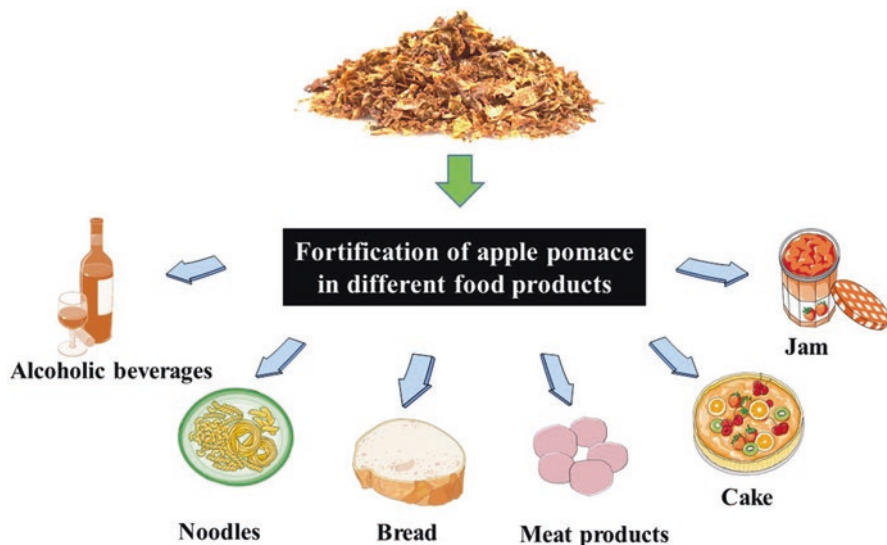 Fortification of apple pomace
in different food products
Alcoholic beverages
Noodles
Bread
Meat products
Cake
Jam